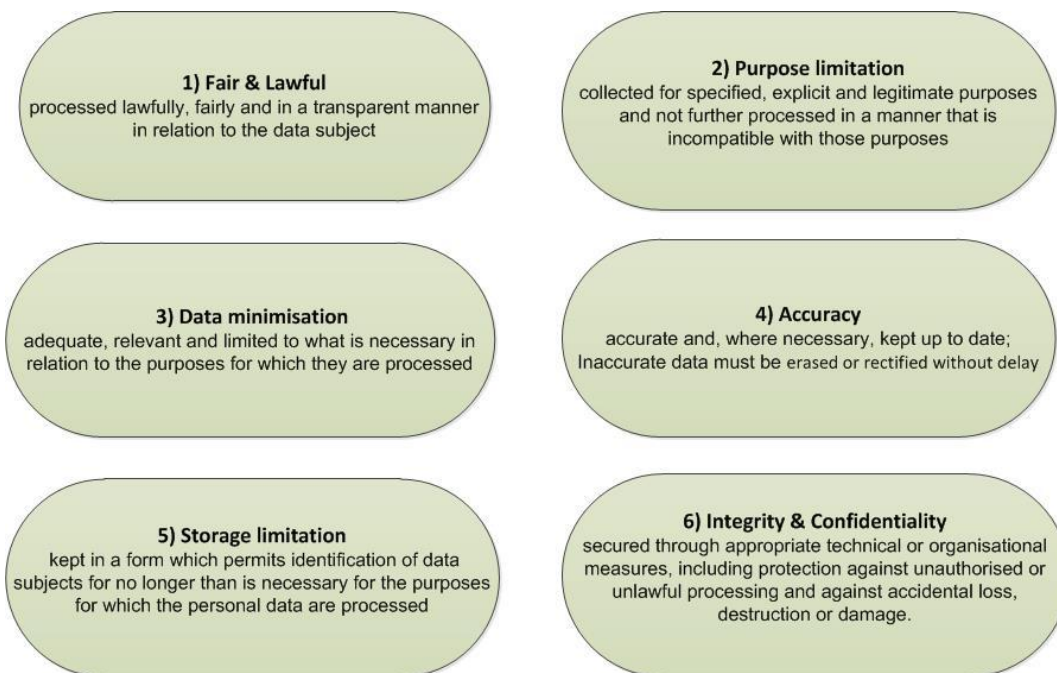 1) Fair & Lawful
processed lawfully, fairly and in a transparent manner
in relation to the data subject
2) Purpose limitation
collected for specified, explicit and legitimate purposes
and not further processed in a manner that is
incompatible with those purposes
3) Data minimisation
adequate, relevant and limited to what is necessary in
relation to the purposes for which they are processed
4) Accuracy
accurate and, where necessary, kept up to date;
Inaccurate data must be erased or rectified without delay
5) Storage limitation
kept in a form which permits identification of data
subjects for no longer than is necessary for the purposes
for which the personal data are processed
6) Integrity & Confidentiality
secured through appropriate technical or organisational
measures, including protection against unauthorised or
unlawful processing and against accidental loss,
destruction or damage.